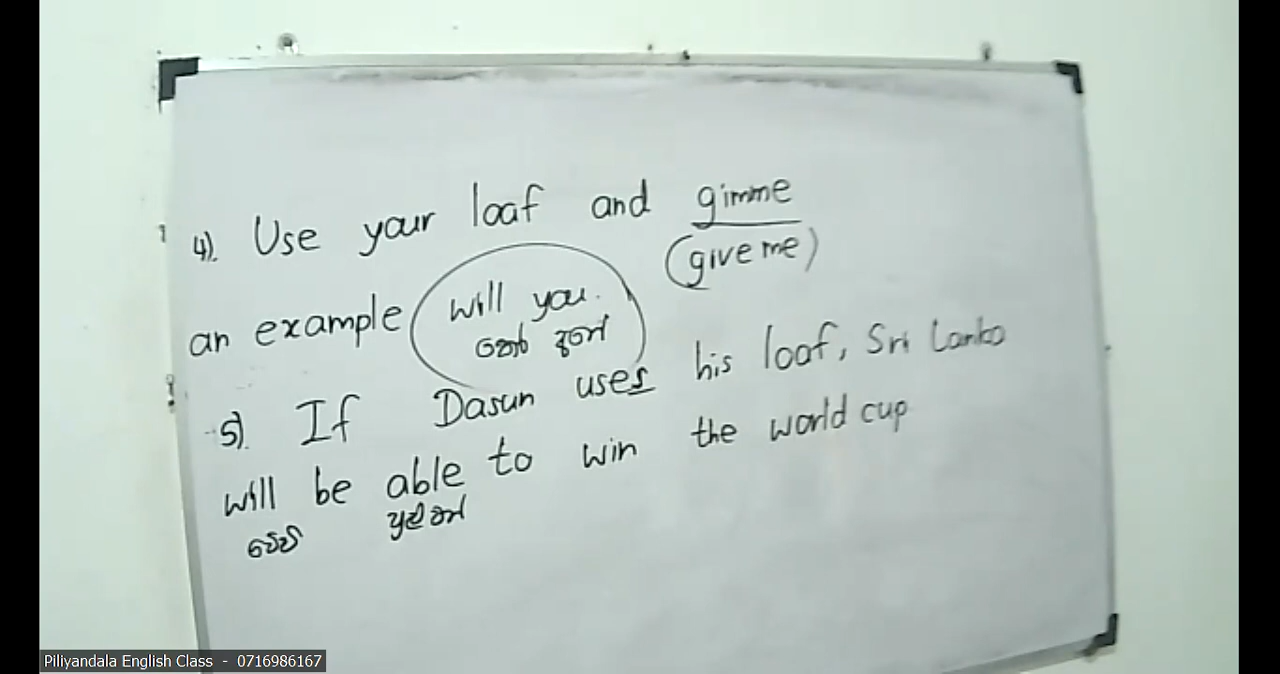 4). Use your loaf and gimme
(give me)
an example will you.
5). If Dasun uses his loaf, Sri Lanka
will be able to win the world cup
වේවි පුළුවන්
Piliyandala English Class - 0716986167